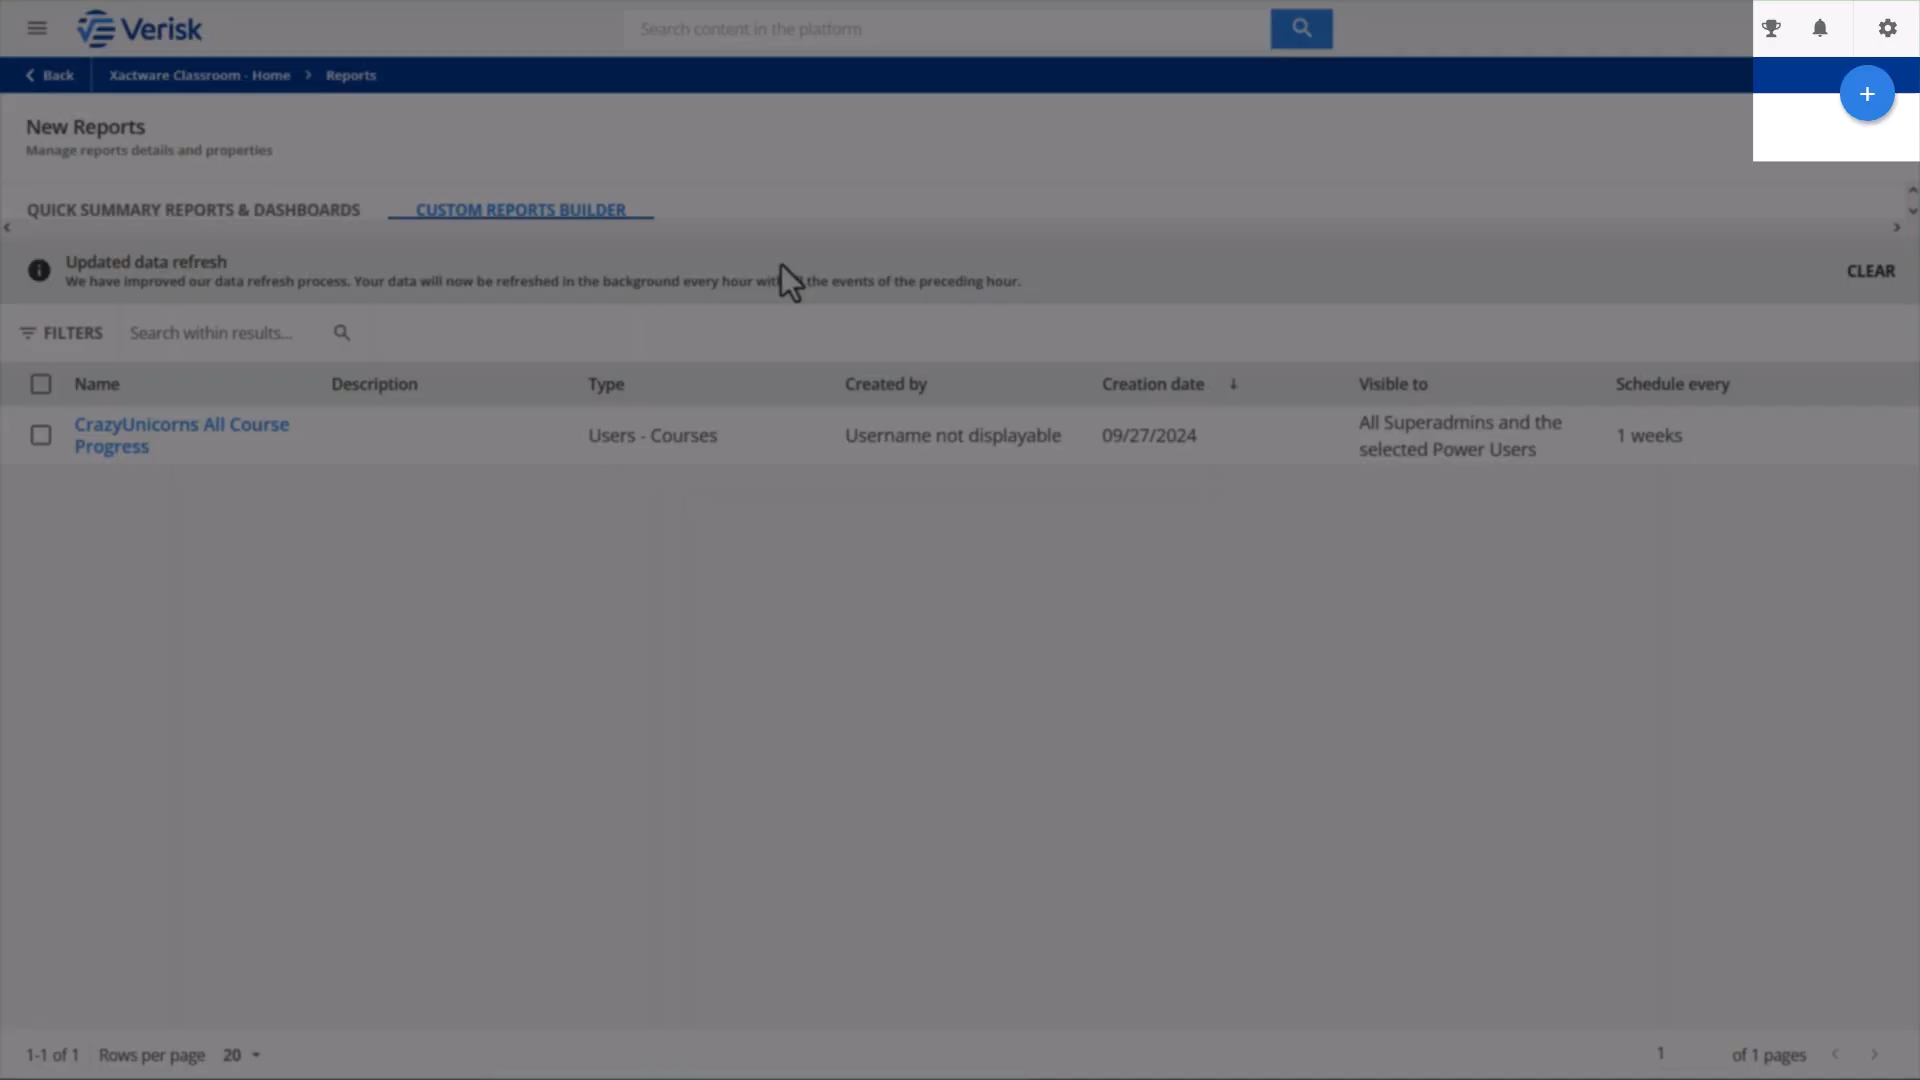 Verisk
Search content in the platform
Back
Xactware Classroom - Home > Reports
+
New Reports
Manage reports details and properties
QUICK SUMMARY REPORTS & DASHBOARDS
CUSTOM REPORTS BUILDER
Updated data refresh
We have improved our data refresh process. Your data will now be refreshed in the background every hour with the events of the preceding hour.
CLEAR
FILTERS
Search within results...
Name Description Type Created by Creation date ↓ Visible to Schedule every
CrazyUnicorns All Course
Progress
Users - Courses
Username not displayable
09/27/2024
All Superadmins and the
selected Power Users
1 weeks
1-1 of 1 Rows per page 20
1 of 1 pages